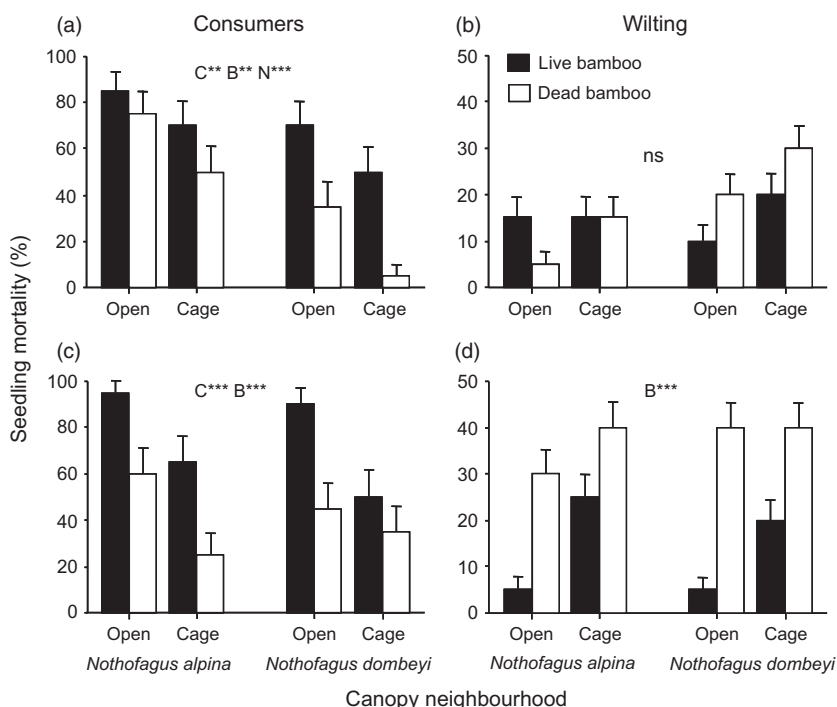 (a) Consumers
100
80
60
40
20
0
C** B** N***
Open Cage Open Cage
(b) Wilting
50
40
30
20
10
0
Live bamboo
Dead bamboo
ns
Open Cage Open Cage
Seedling mortality (%)
(c)
100
80
60
40
20
0
C*** B***
Open Cage Open Cage
Nothofagus alpina Nothofagus dombeyi
(d)
50
40
30
20
10
0
B***
Open Cage Open Cage
Nothofagus alpina Nothofagus dombeyi
Canopy neighbourhood